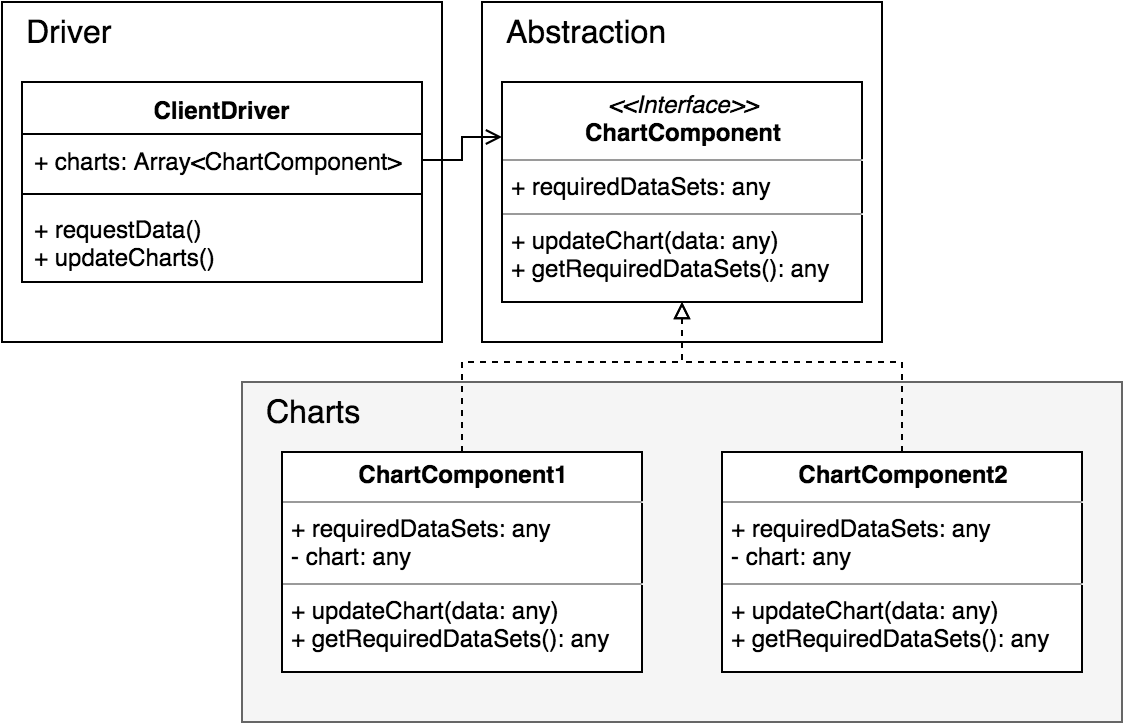 Driver
ClientDriver
+ charts: Array<ChartComponent>
+ requestData()
+ updateCharts()
Abstraction
<<Interface>>
ChartComponent
+ requiredDataSets: any
+ updateChart(data: any)
+ getRequiredDataSets(): any
Charts
ChartComponent1
+ requiredDataSets: any
- chart: any
+ updateChart(data: any)
+ getRequiredDataSets(): any
ChartComponent2
+ requiredDataSets: any
- chart: any
+ updateChart(data: any)
+ getRequiredDataSets(): any